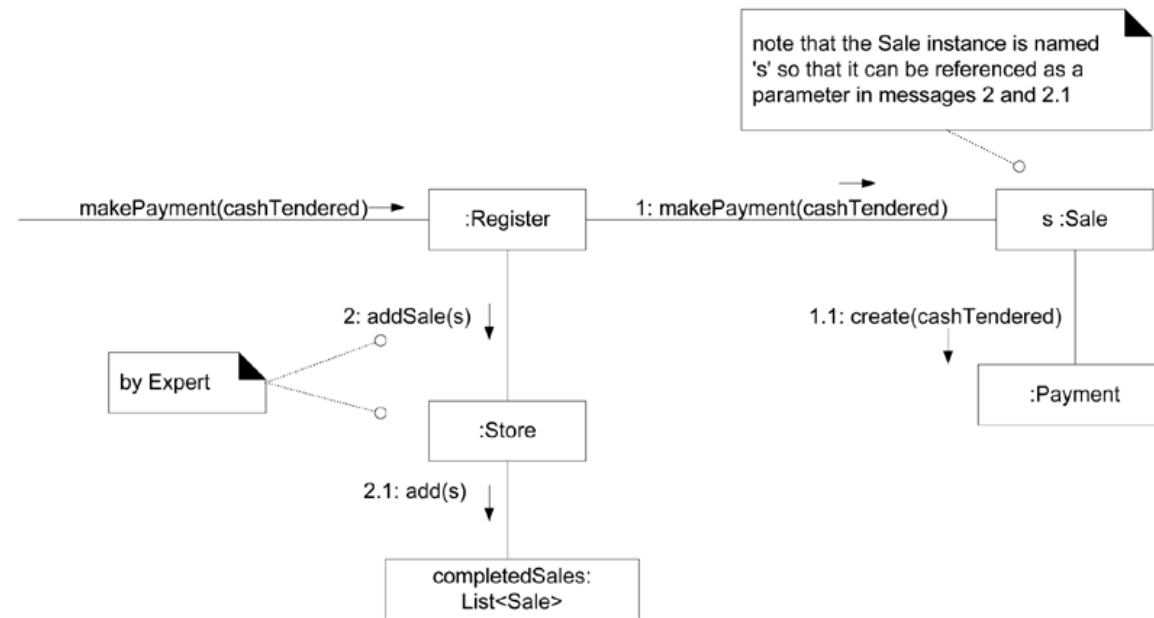 note that the Sale instance is named
's' so that it can be referenced as a
parameter in messages 2 and 2.1
makePayment(cashTendered)
:Register
1: makePayment(cashTendered)
s :Sale
2: addSale(s)
1.1: create(cashTendered)
by Expert
:Payment
:Store
2.1: add(s)
completedSales:
List<Sale>